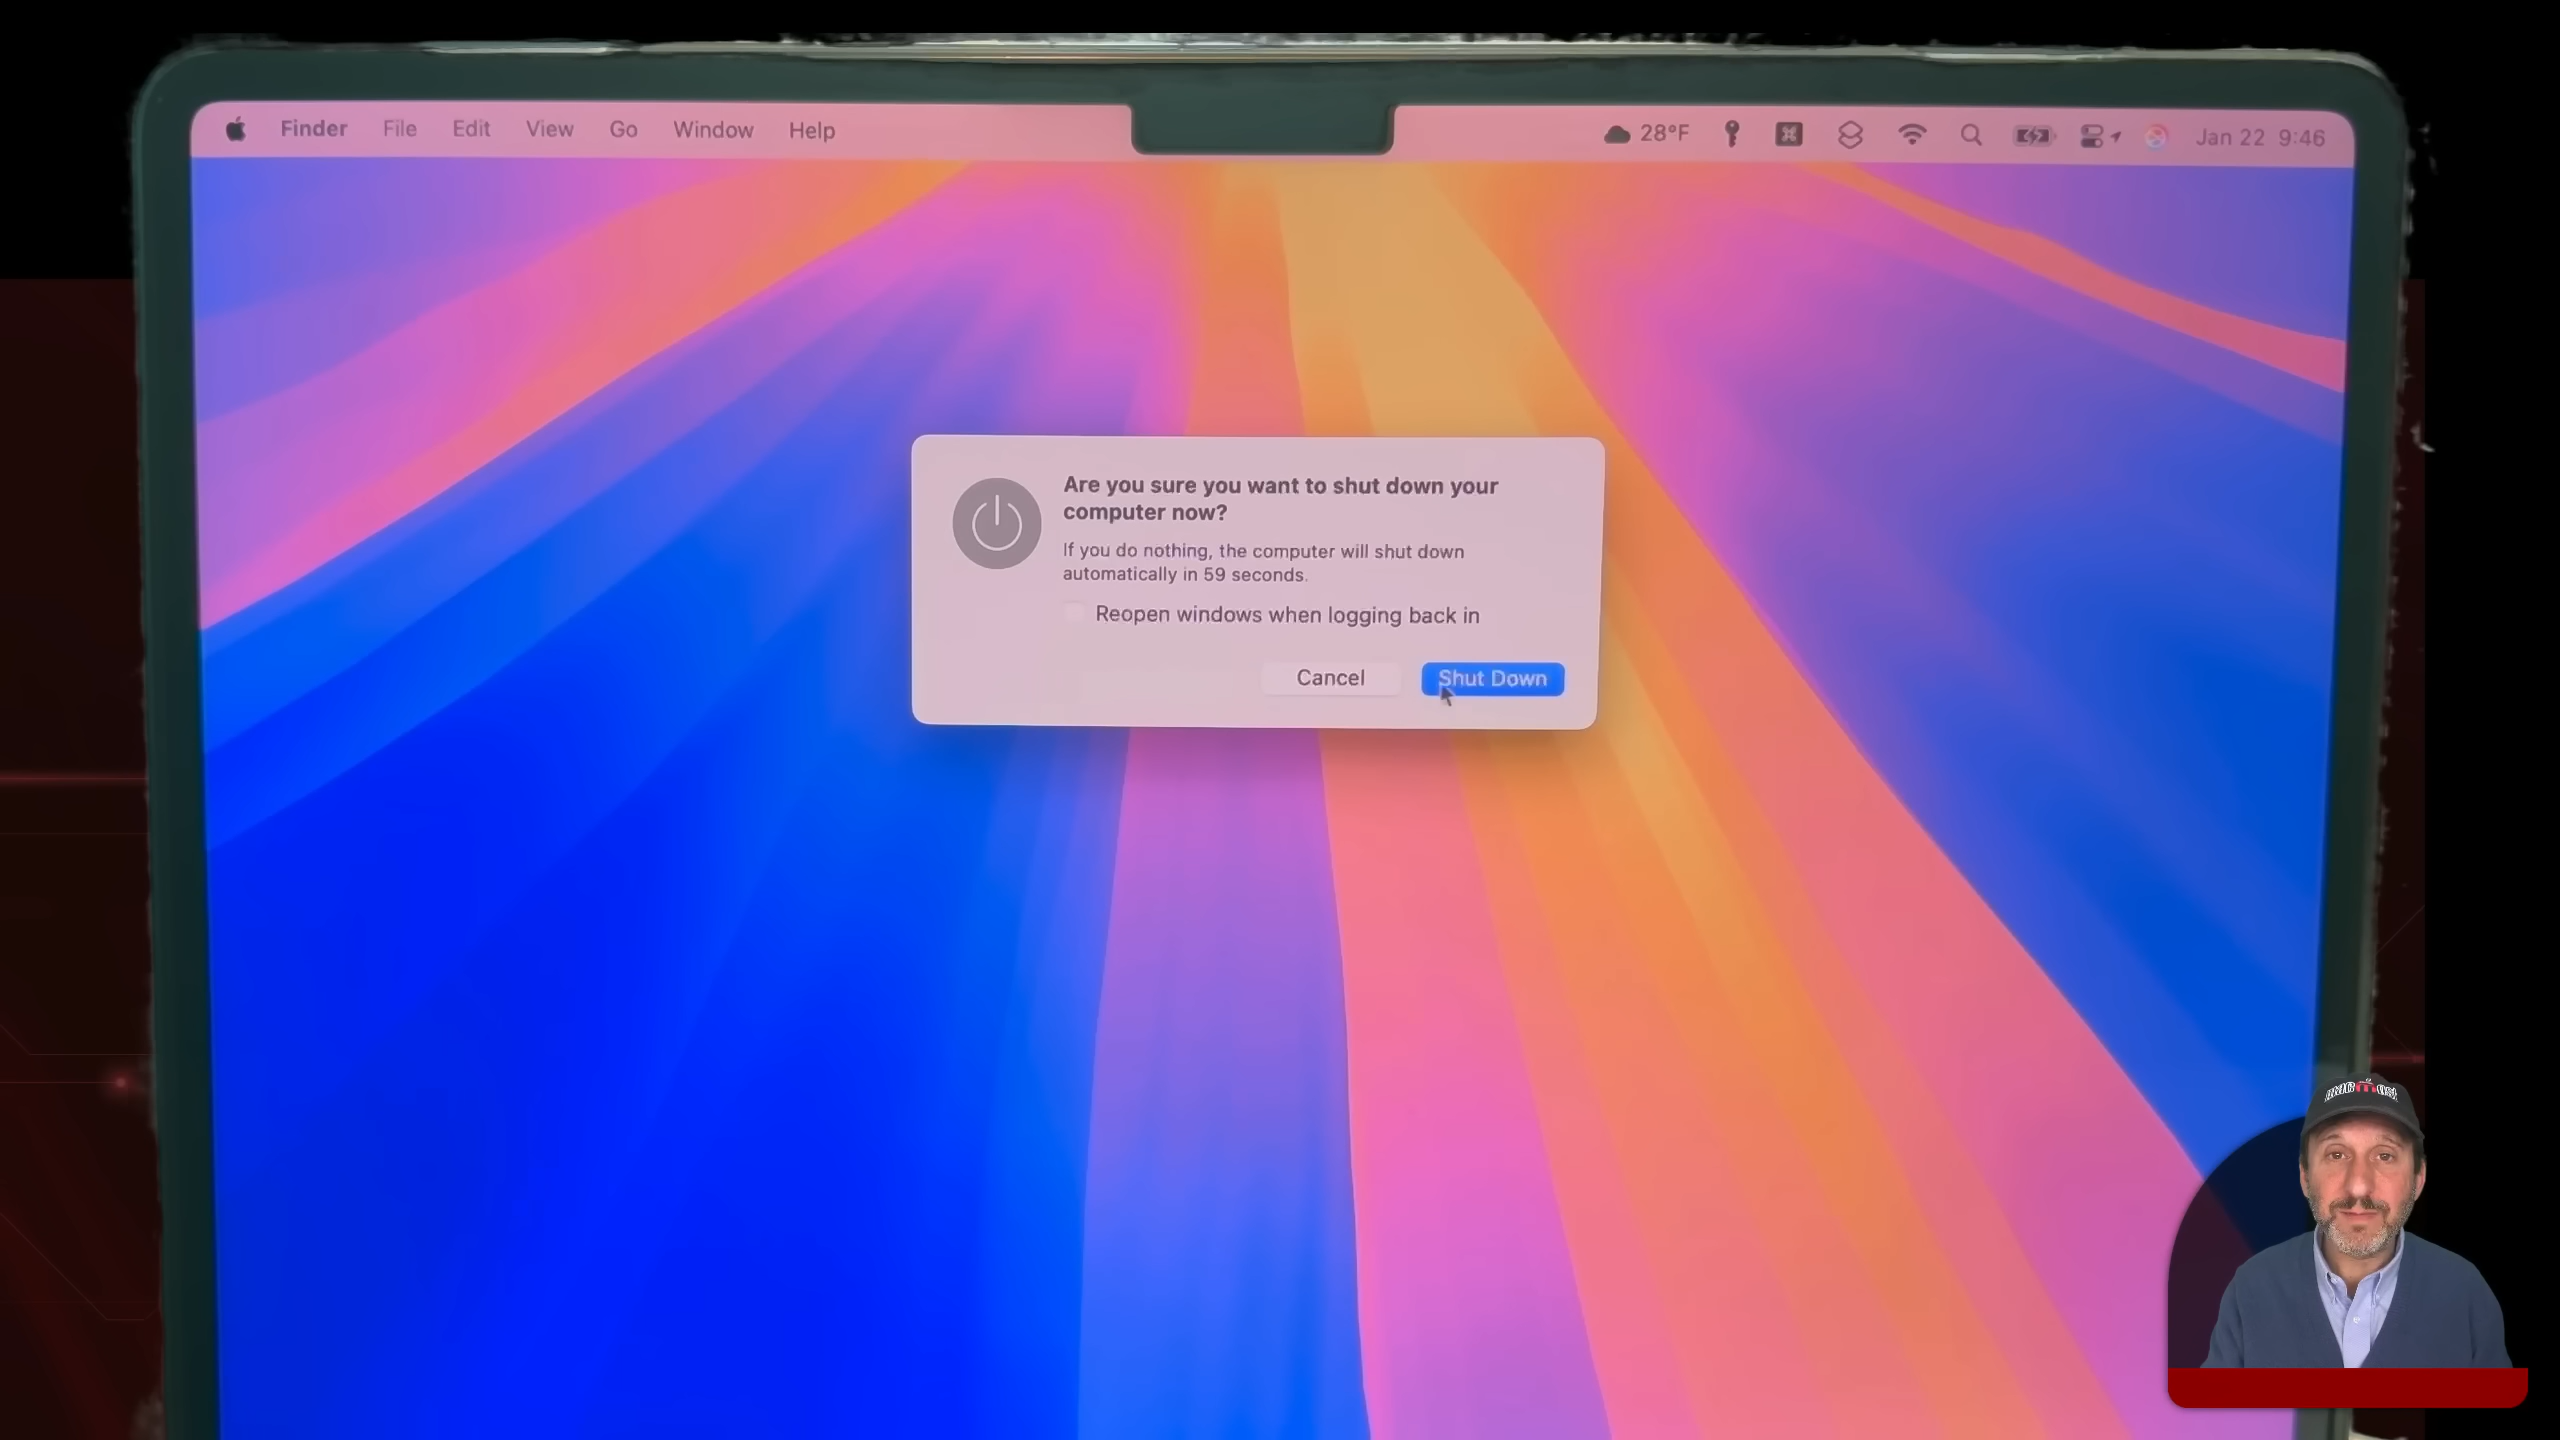 Finder File Edit View Go Window Help 28°F Jan 22 9:46
Are you sure you want to shut down your
computer now?
If you do nothing, the computer will shut down
automatically in 59 seconds.
Reopen windows when logging back in
Cancel Shut Down
macmost